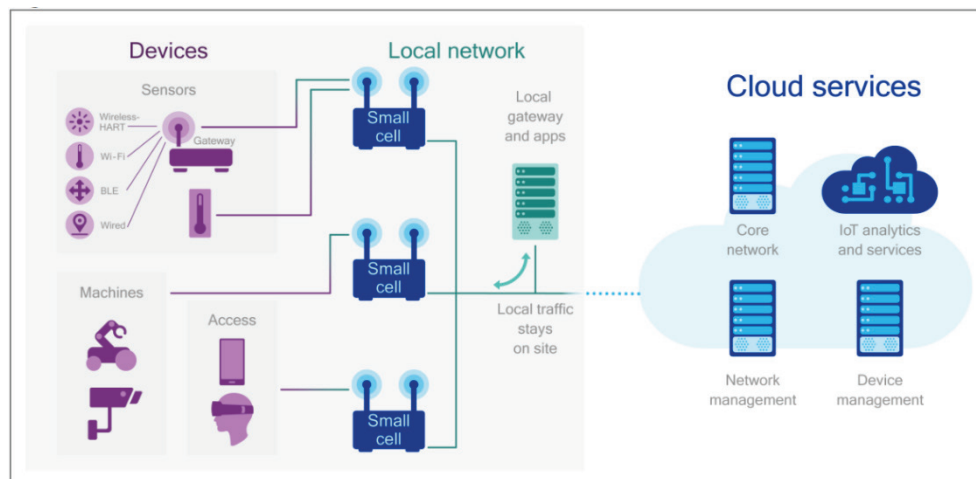 Devices
Local network
Sensors
Wireless-
HART
Wi-Fi
BLE
Wired
Gateway
Small
cell
Local
gateway
and apps
Machines
Access
Small
cell
Local traffic
stays
on site
Small
cell
Cloud services
Core
network
IoT analytics
and services
Network
management
Device
management